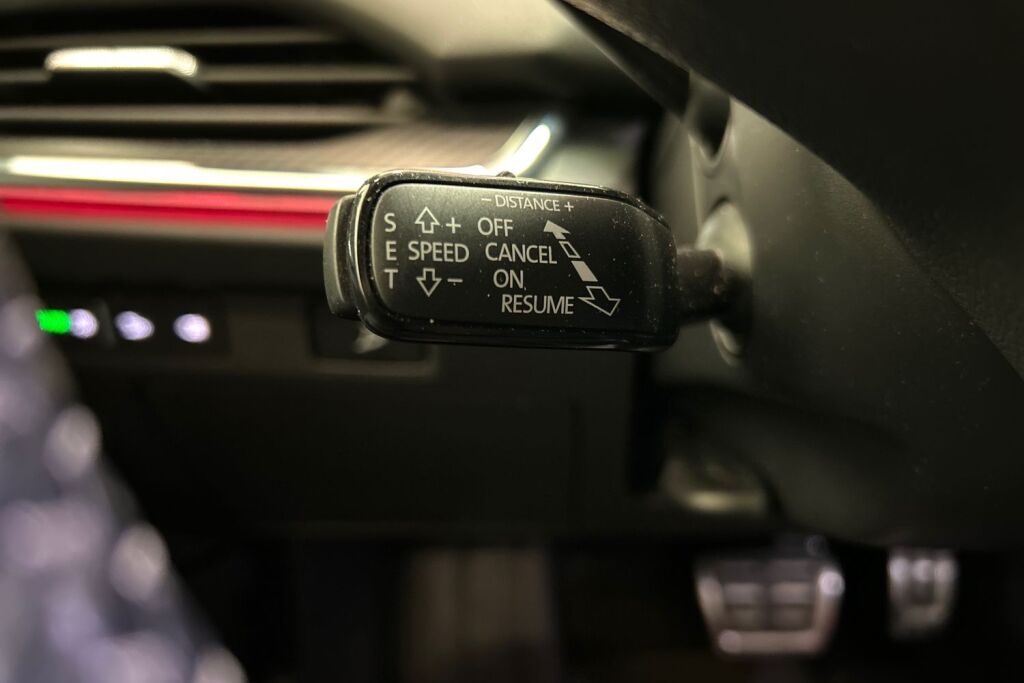 - DISTANCE +
S + OFF
E SPEED CANCEL
T - ON
RESUME